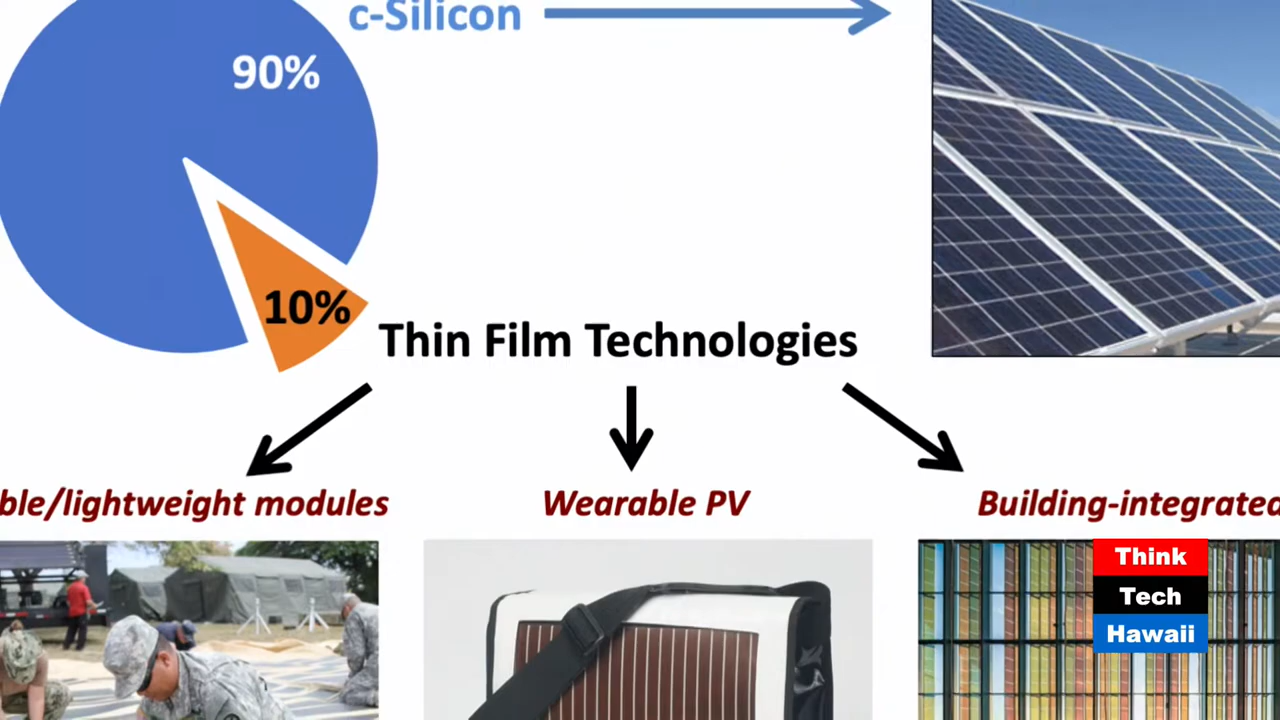 c-Silicon
90%
10%
Thin Film Technologies
ble/lightweight modules
Wearable PV
Building-integrated
Think
Tech
Hawaii